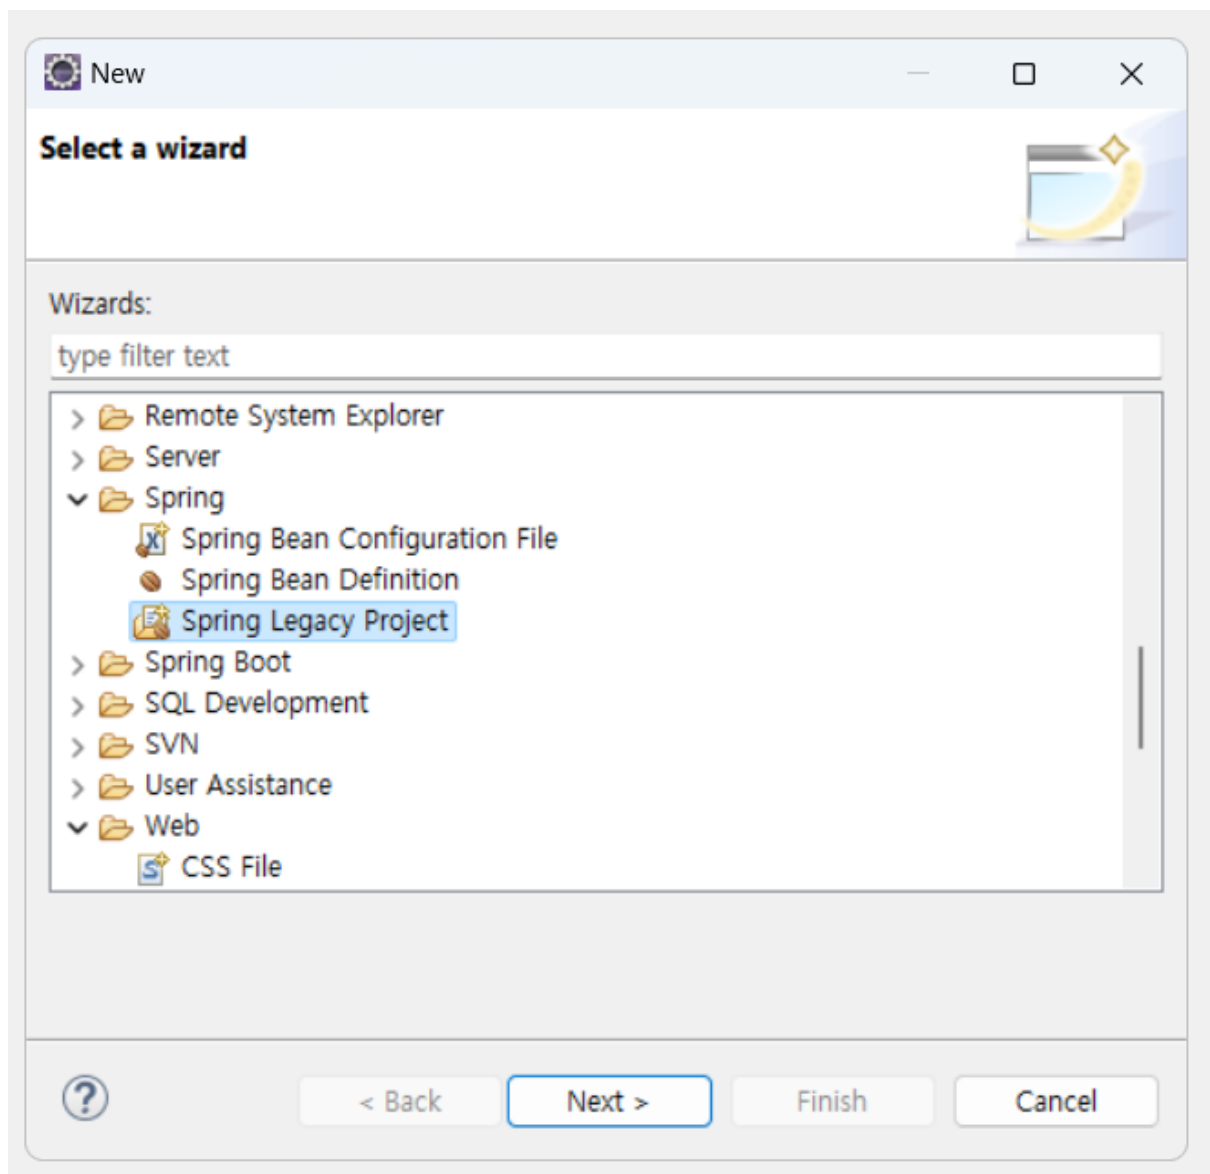 New
Select a wizard
Wizards:
type filter text
Remote System Explorer
Server
Spring
Spring Bean Configuration File
Spring Bean Definition
Spring Legacy Project
Spring Boot
SQL Development
SVN
User Assistance
Web
CSS File
? < Back Next > Finish Cancel